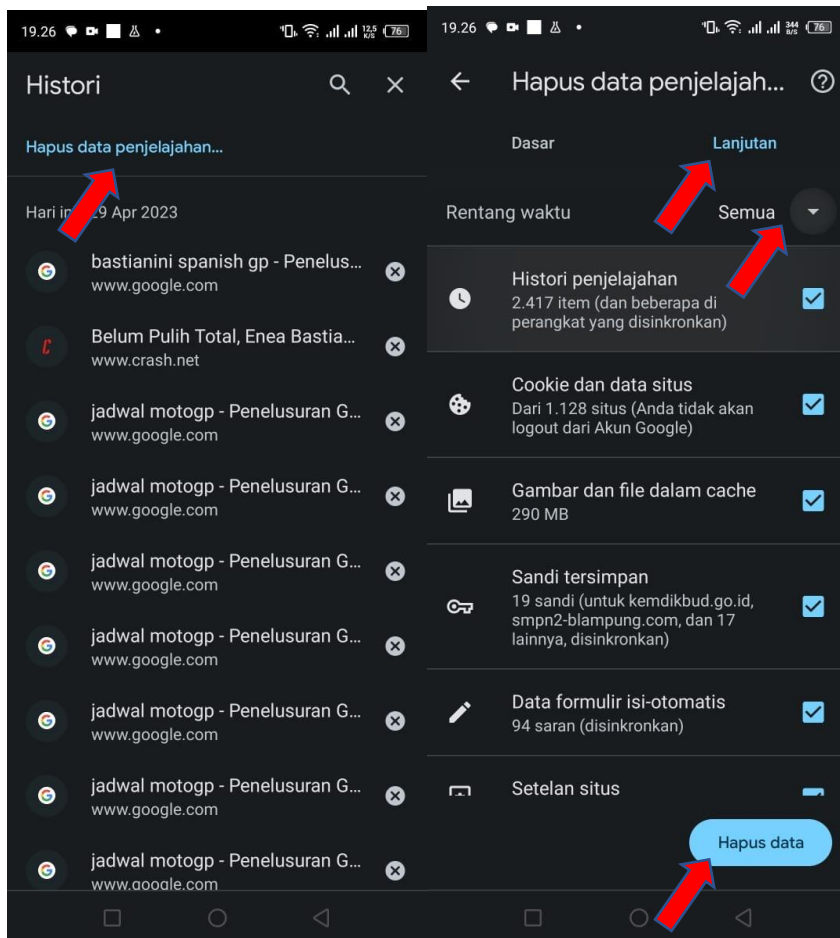 19.26
12,5
K/S
76
Histori
Hapus data penjelajahan...
Hari in 29 Apr 2023
bastianini spanish gp - Penelus...
www.google.com
Belum Pulih Total, Enea Bastia...
www.crash.net
jadwal motogp - Penelusuran G...
www.google.com
jadwal motogp - Penelusuran G...
www.google.com
jadwal motogp - Penelusuran G...
www.google.com
jadwal motogp - Penelusuran G...
www.google.com
jadwal motogp - Penelusuran G...
www.google.com
jadwal motogp - Penelusuran G...
www.google.com
jadwal motogp - Penelusuran G...
www.google.com
19.26
344
B/S
76
Hapus data penjelajah...
Dasar
Lanjutan
Rentang waktu
Semua
Histori penjelajahan
2.417 item (dan beberapa di
perangkat yang disinkronkan)
Cookie dan data situs
Dari 1.128 situs (Anda tidak akan
logout dari Akun Google)
Gambar dan file dalam cache
290 MB
Sandi tersimpan
19 sandi (untuk kemdikbud.go.id,
smpn2-blampung.com, dan 17
lainnya, disinkronkan)
Data formulir isi-otomatis
94 saran (disinkronkan)
Setelan situs
Hapus data